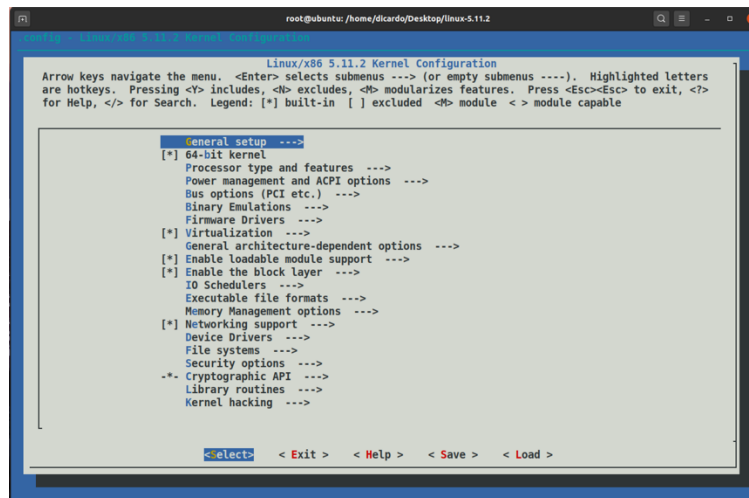 root@ubuntu: /home/dicardo/Desktop/linux-5.11.2
config - Linux/x86 5.11.2 Kernel Configuration
Linux/x86 5.11.2 Kernel Configuration
Arrow keys navigate the menu.  <Enter> selects submenus ---> (or empty submenus ----).  Highlighted letters
are hotkeys.  Pressing <Y> includes, <N> excludes, <M> modularizes features.  Press <Esc><Esc> to exit, <?>
for Help, </> for Search.  Legend: [*] built-in  [ ] excluded  <M> module  < > module capable
General setup  --->
[*] 64-bit kernel
Processor type and features  --->
Power management and ACPI options  --->
Bus options (PCI etc.)  --->
Binary Emulations  --->
Firmware Drivers  --->
[*] Virtualization  --->
General architecture-dependent options  --->
[*] Enable loadable module support  --->
[*] Enable the block layer  --->
IO Schedulers  --->
Executable file formats  --->
Memory Management options  --->
[*] Networking support  --->
Device Drivers  --->
File systems  --->
Security options  --->
-*- Cryptographic API  --->
Library routines  --->
Kernel hacking  --->
<Select>    < Exit >    < Help >    < Save >    < Load >